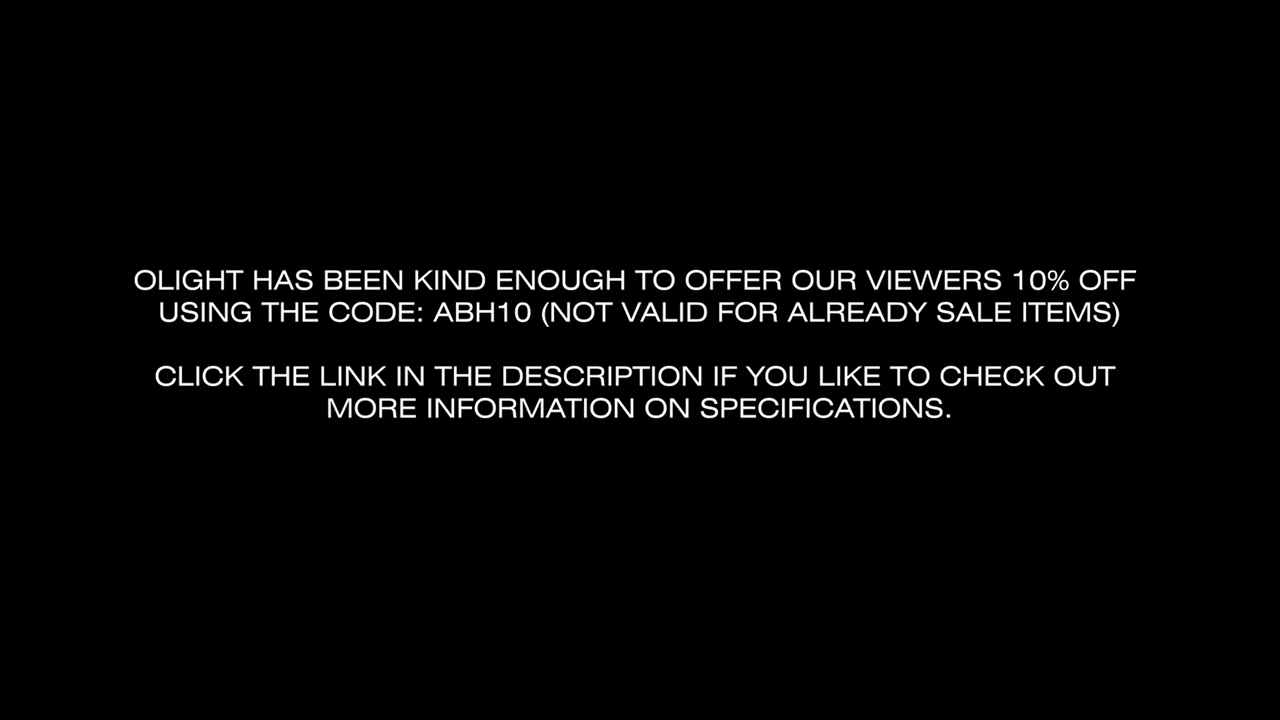 OLIGHT HAS BEEN KIND ENOUGH TO OFFER OUR VIEWERS 10% OFF
USING THE CODE: ABH10 (NOT VALID FOR ALREADY SALE ITEMS)
CLICK THE LINK IN THE DESCRIPTION IF YOU LIKE TO CHECK OUT
MORE INFORMATION ON SPECIFICATIONS.